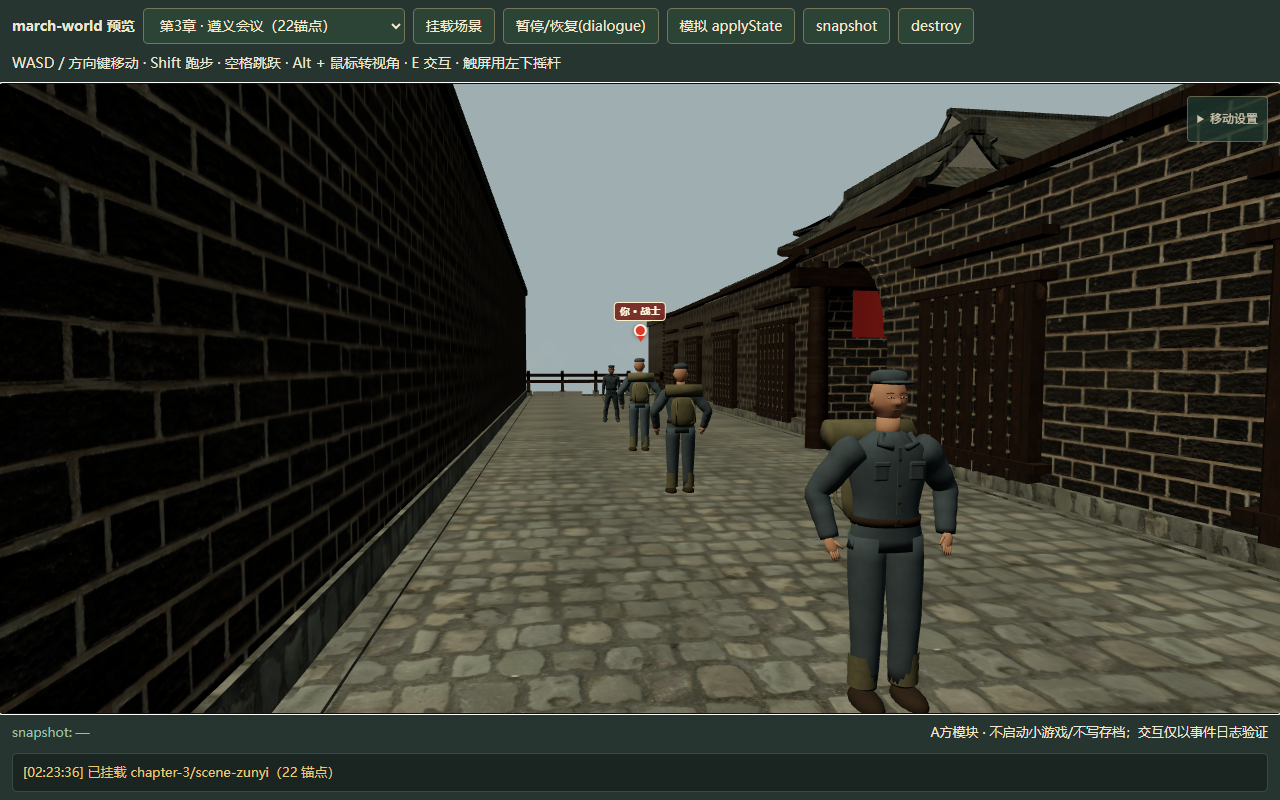 march-world 预览
第3章 · 遵义会议（22锚点）
挂载场景
暂停/恢复(dialogue)
模拟 applyState
snapshot
destroy
WASD / 方向键移动 · Shift 跑步 · 空格跳跃 · Alt + 鼠标转视角 · E 交互 · 触屏用左下摇杆
▶ 移动设置
你 · 战士
snapshot: —
A方模块 · 不启动小游戏/不写存档；交互仅以事件日志验证
[02:23:36] 已挂载 chapter-3/scene-zunyi（22 锚点）